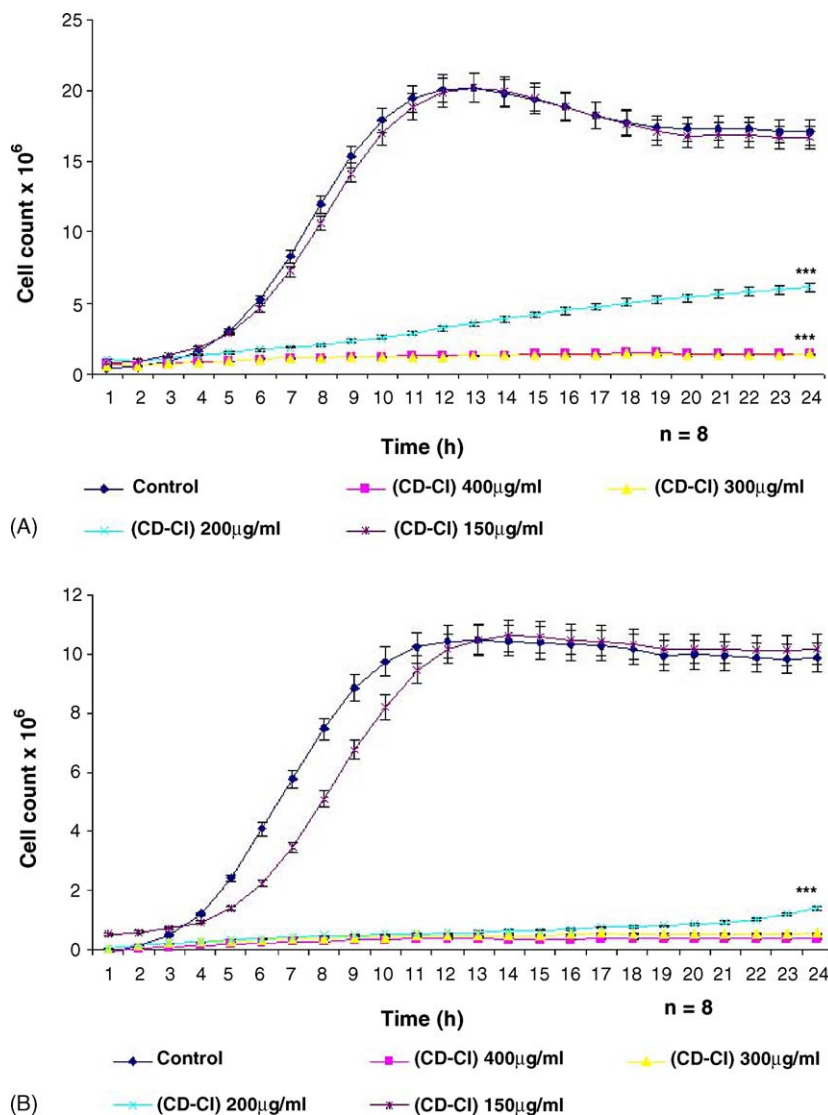 25
20
15
10
5
0
Cell count x 10⁶
***
***
1 2 3 4 5 6 7 8 9 10 11 12 13 14 15 16 17 18 19 20 21 22 23 24
Time (h)
n = 8
Control (CD-Cl) 400µg/ml (CD-Cl) 300µg/ml
(A) (CD-Cl) 200µg/ml (CD-Cl) 150µg/ml
12
10
8
6
4
2
0
Cell count x 10⁶
***
1 2 3 4 5 6 7 8 9 10 11 12 13 14 15 16 17 18 19 20 21 22 23 24
Time (h)
n = 8
Control (CD-Cl) 400µg/ml (CD-Cl) 300µg/ml
(B) (CD-Cl) 200µg/ml (CD-Cl) 150µg/ml